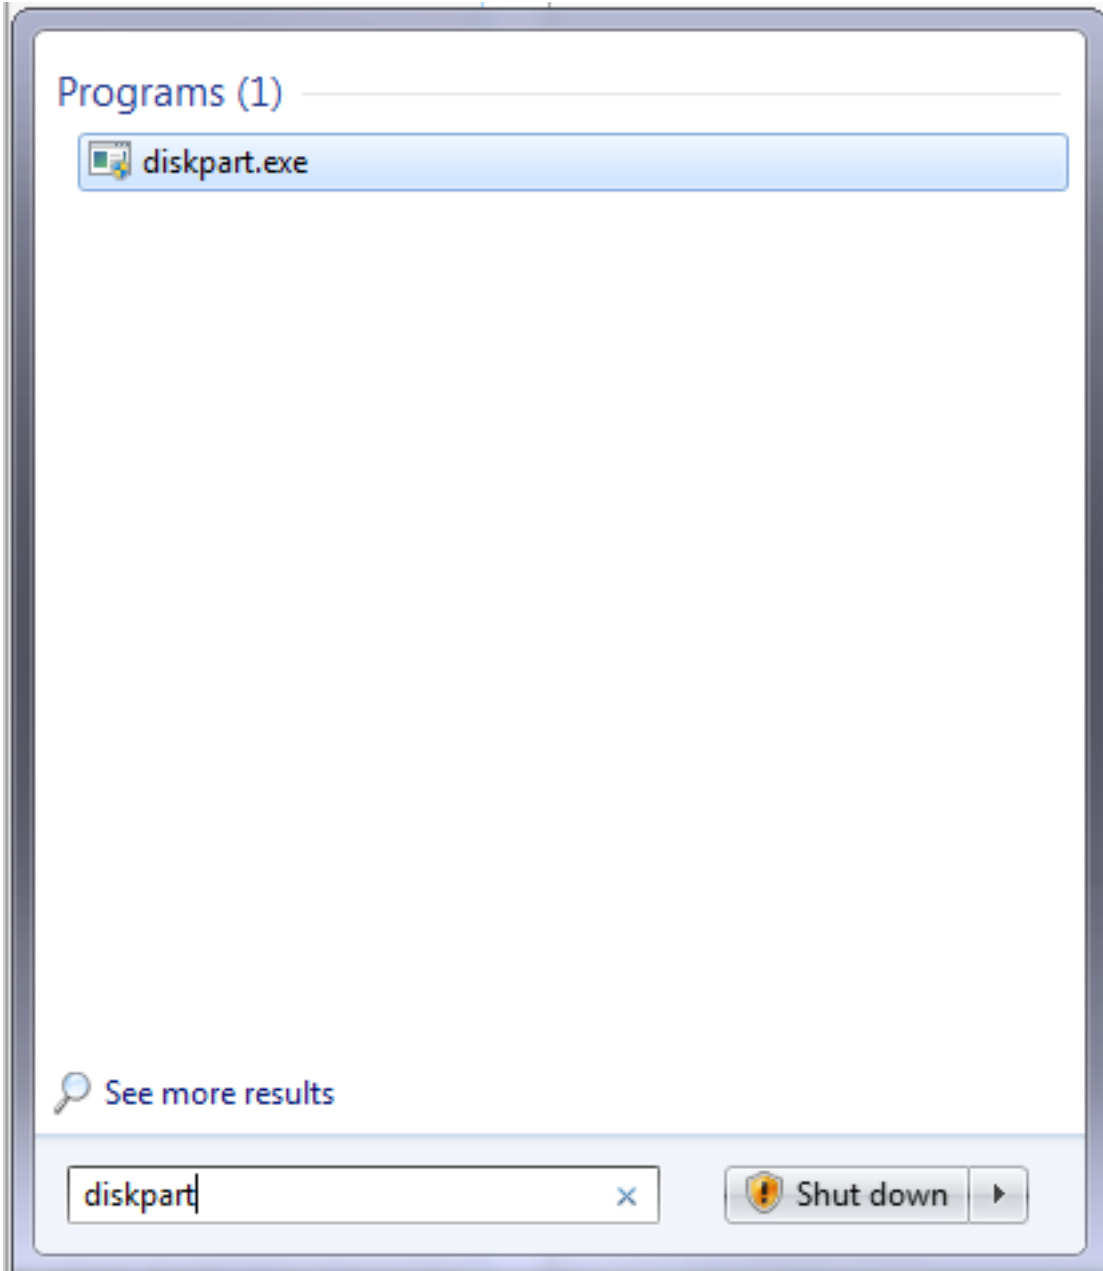 Programs (1)
diskpart.exe
See more results
diskpart
Shut down